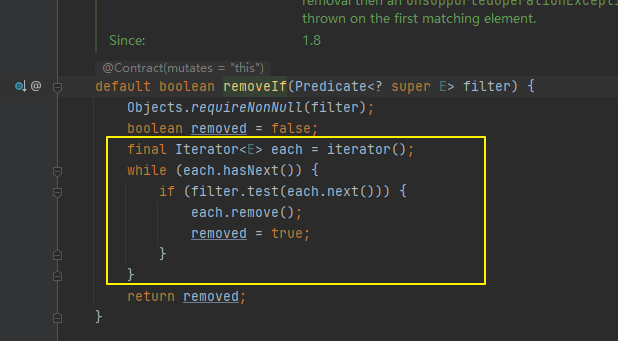 removal then an UnsupportedOperationExcepti
thrown on the first matching element.
Since: 1.8
@Contract(mutates = "this")
@ default boolean removeIf(Predicate<? super E> filter) {
Objects.requireNonNull(filter);
boolean removed = false;
final Iterator<E> each = iterator();
while (each.hasNext()) {
if (filter.test(each.next())) {
each.remove();
removed = true;
}
}
return removed;
}